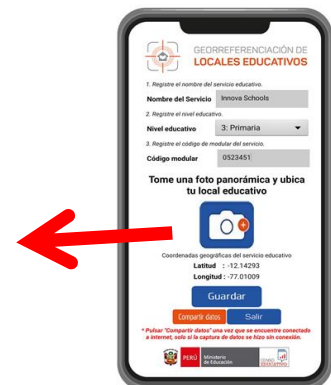 GEORREFERENCIACIÓN DE
LOCALES EDUCATIVOS
1. Registre el nombre del servicio educativo.
Nombre del Servicio Innova Schools
2. Registre el nivel educativo.
Nivel educativo 3: Primaria
3. Registre el código de modular del servicio.
Código modular 0523451
Tome una foto panorámica y ubica
tu local educativo
Coordenadas geográficas del servicio educativo
Latitud : -12.14293
Longitud : -77.01009
Guardar
Compartir datos Salir
* Pulsar "Compartir datos" una vez que se encuentre conectado
a internet, solo si la captura de datos se hizo sin conexión.
PERÚ Ministerio
de Educación
EDUCATIVO